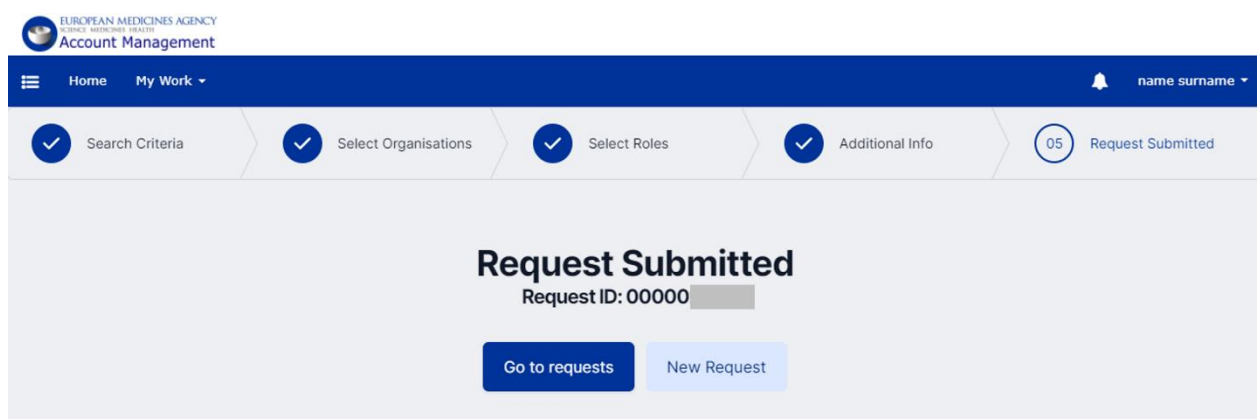 EUROPEAN MEDICINES AGENCY
SCIENCE MEDICINES HEALTH
Account Management
Home My Work name surname
Search Criteria Select Organisations Select Roles Additional Info 05 Request Submitted
Request Submitted
Request ID: 00000
Go to requests New Request